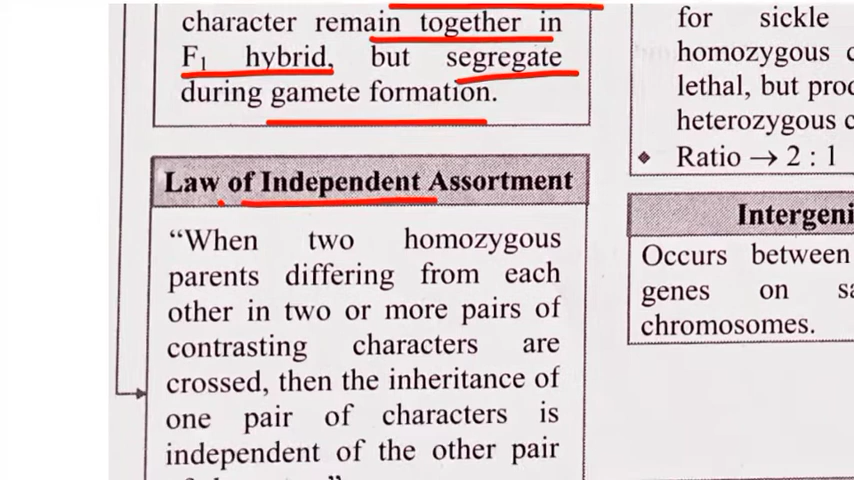 character remain together in
F₁ hybrid, but segregate
during gamete formation.
Law of Independent Assortment
“When two homozygous
parents differing from each
other in two or more pairs of
contrasting characters are
crossed, then the inheritance of
one pair of characters is
independent of the other pair
for sickle
homozygous
lethal, but
heterozygous
❖ Ratio → 2 : 1
Occurs between
genes on
chromosomes.